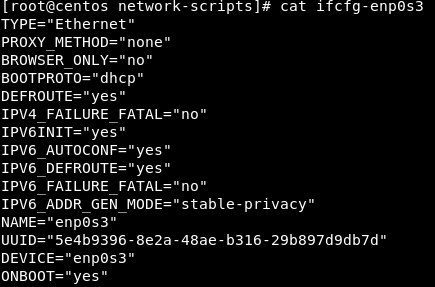 [root@centos network-scripts]# cat ifcfg-enp0s3
TYPE="Ethernet"
PROXY_METHOD="none"
BROWSER_ONLY="no"
BOOTPROTO="dhcp"
DEFROUTE="yes"
IPV4_FAILURE_FATAL="no"
IPV6INIT="yes"
IPV6_AUTOCONF="yes"
IPV6_DEFROUTE="yes"
IPV6_FAILURE_FATAL="no"
IPV6_ADDR_GEN_MODE="stable-privacy"
NAME="enp0s3"
UUID="5e4b9396-8e2a-48ae-b316-29b897d9db7d"
DEVICE="enp0s3"
ONBOOT="yes"